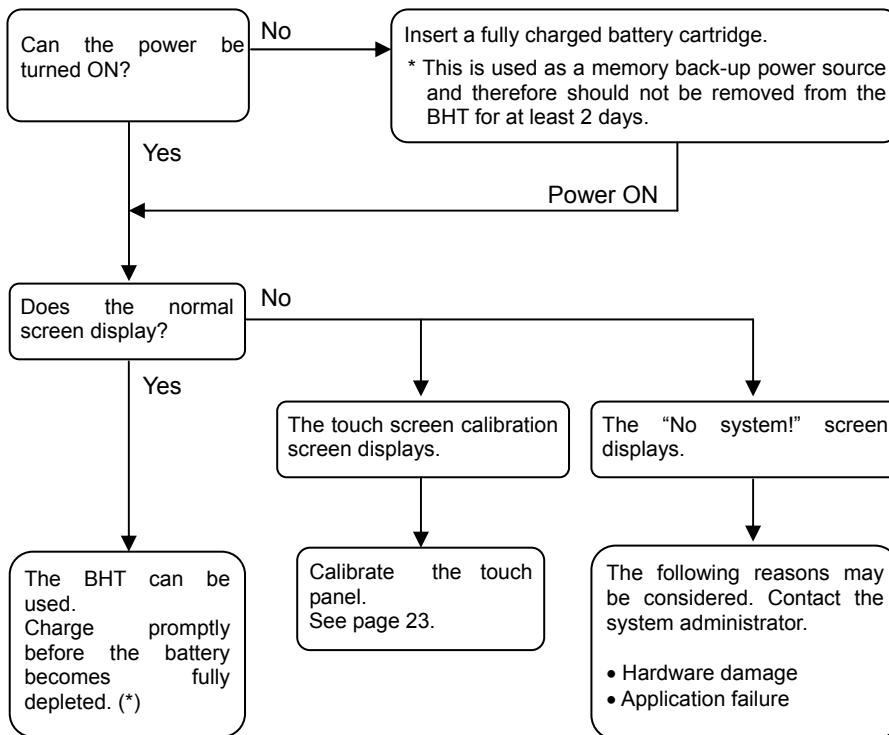 Can the power be
turned ON?
No
Insert a fully charged battery cartridge.
* This is used as a memory back-up power source
and therefore should not be removed from the
BHT for at least 2 days.
Yes
Power ON
Does the normal
screen display?
No
Yes
The touch screen calibration
screen displays.
The “No system!” screen
displays.
The BHT can be
used.
Charge promptly
before the battery
becomes fully
depleted. (*)
Calibrate the touch
panel.
See page 23.
The following reasons may
be considered. Contact the
system administrator.
• Hardware damage
• Application failure